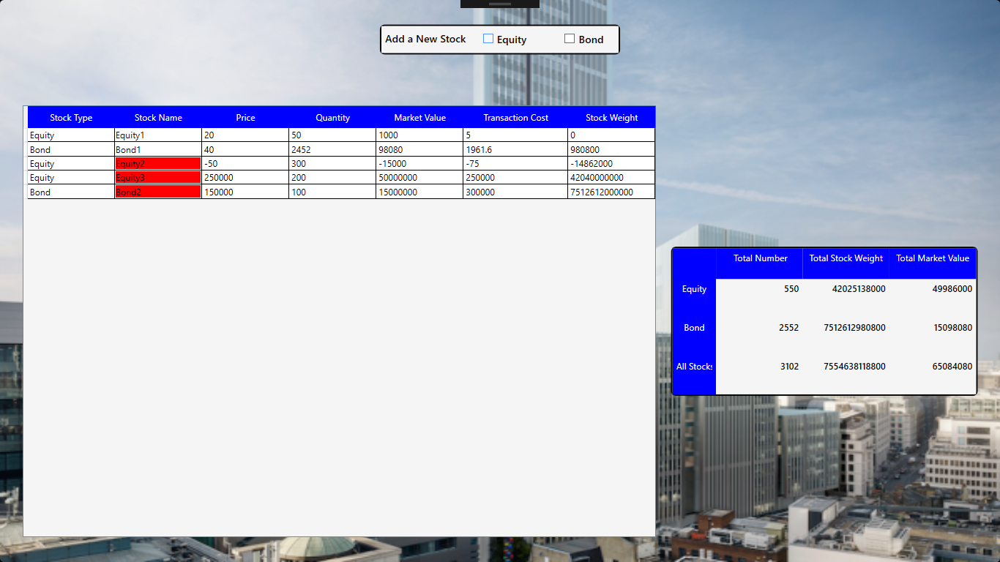 Add a New Stock Equity Bond
Stock Type Stock Name Price Quantity Market Value Transaction Cost Stock Weight
Equity Equity1 20 50 1000 5 0
Bond Bond1 40 2452 98080 1961.6 980800
Equity Equity2 -50 300 -15000 -75 -14862000
Equity Equity3 250000 200 50000000 250000 42040000000
Bond Bond2 150000 100 15000000 300000 7512612000000
Total Number Total Stock Weight Total Market Value
Equity 550 42025138000 49986000
Bond 2552 7512612980800 15098080
All Stocks 3102 7554638118800 65084080